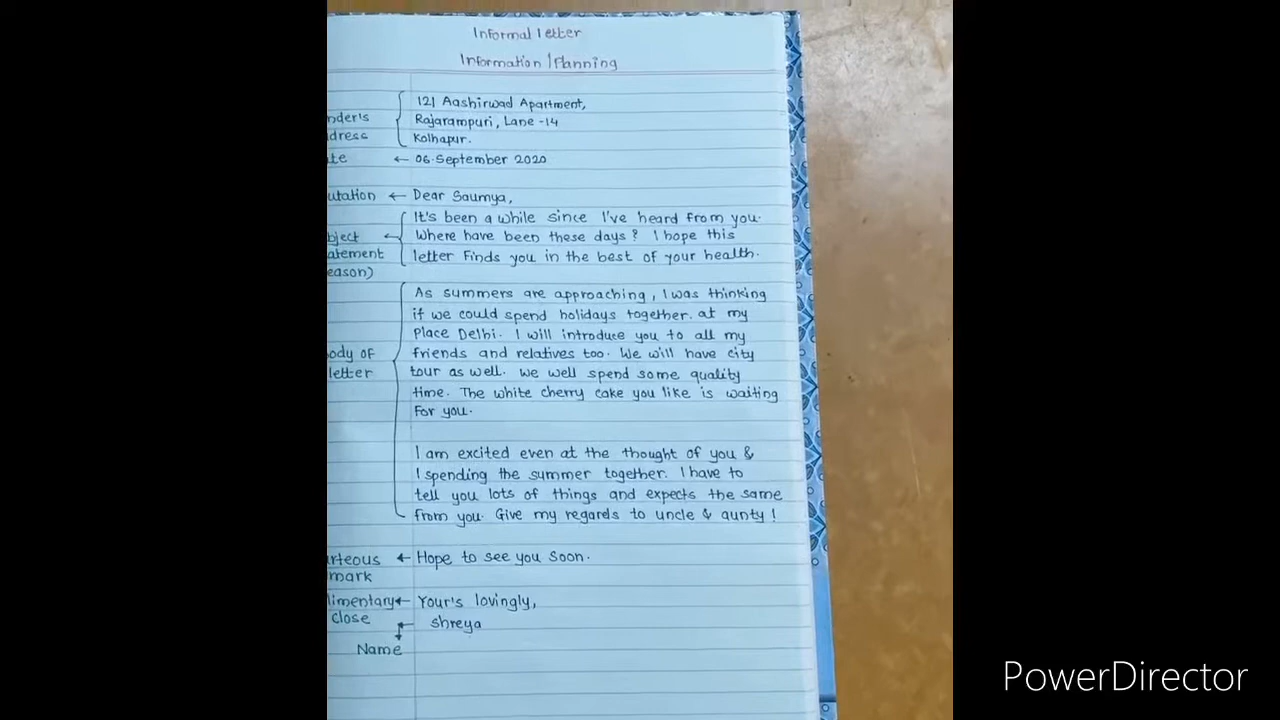 Informal letter
Information | Planning
121 Aashirwad Apartment,
nder's Rajarampuri, Lane -14
dress Kolhapur.
te ← 06 September 2020
utation ← Dear Saumya,
It's been a while since I've heard from you.
bject ← Where have been these days? I hope this
atement letter finds you in the best of your health.
eason)
As summers are approaching, I was thinking
if we could spend holidays together. at my
Place Delhi. I will introduce you to all my
ody of friends and relatives too. We will have city
letter tour as well. We well spend some quality
time. The white cherry cake you like is waiting
for you.
I am excited even at the thought of you &
I spending the summer together. I have to
tell you lots of things and expects the same
from you. Give my regards to uncle & aunty!
rteous ← Hope to see you soon.
mark
limentary ← Your's lovingly,
close ← shreya
Name
PowerDirector